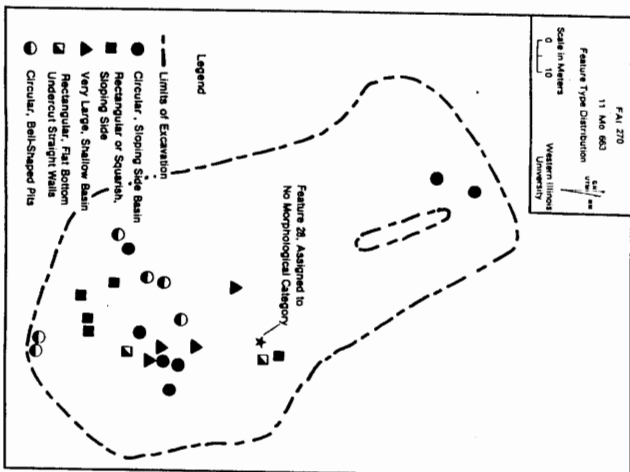 FAI 270
11 Mo 663
Feature Type Distribution
0 10
Scale in Meters
Western Illinois
University
Feature 28, Assigned to
No Morphological Category
Legend
Limits of Excavation
Circular, Sloping Side Basin
Rectangular or Squarish,
Sloping Side
Very Large, Shallow Basin
Rectangular, Flat Bottom
Undercut Straight Walls
Circular, Bell-Shaped Pits